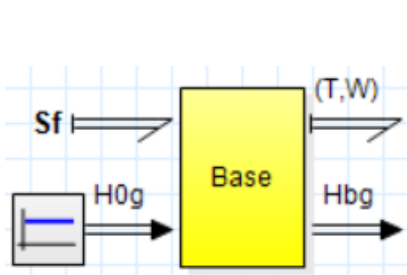 (T,W)
Sf
Base
H0g
Hbg